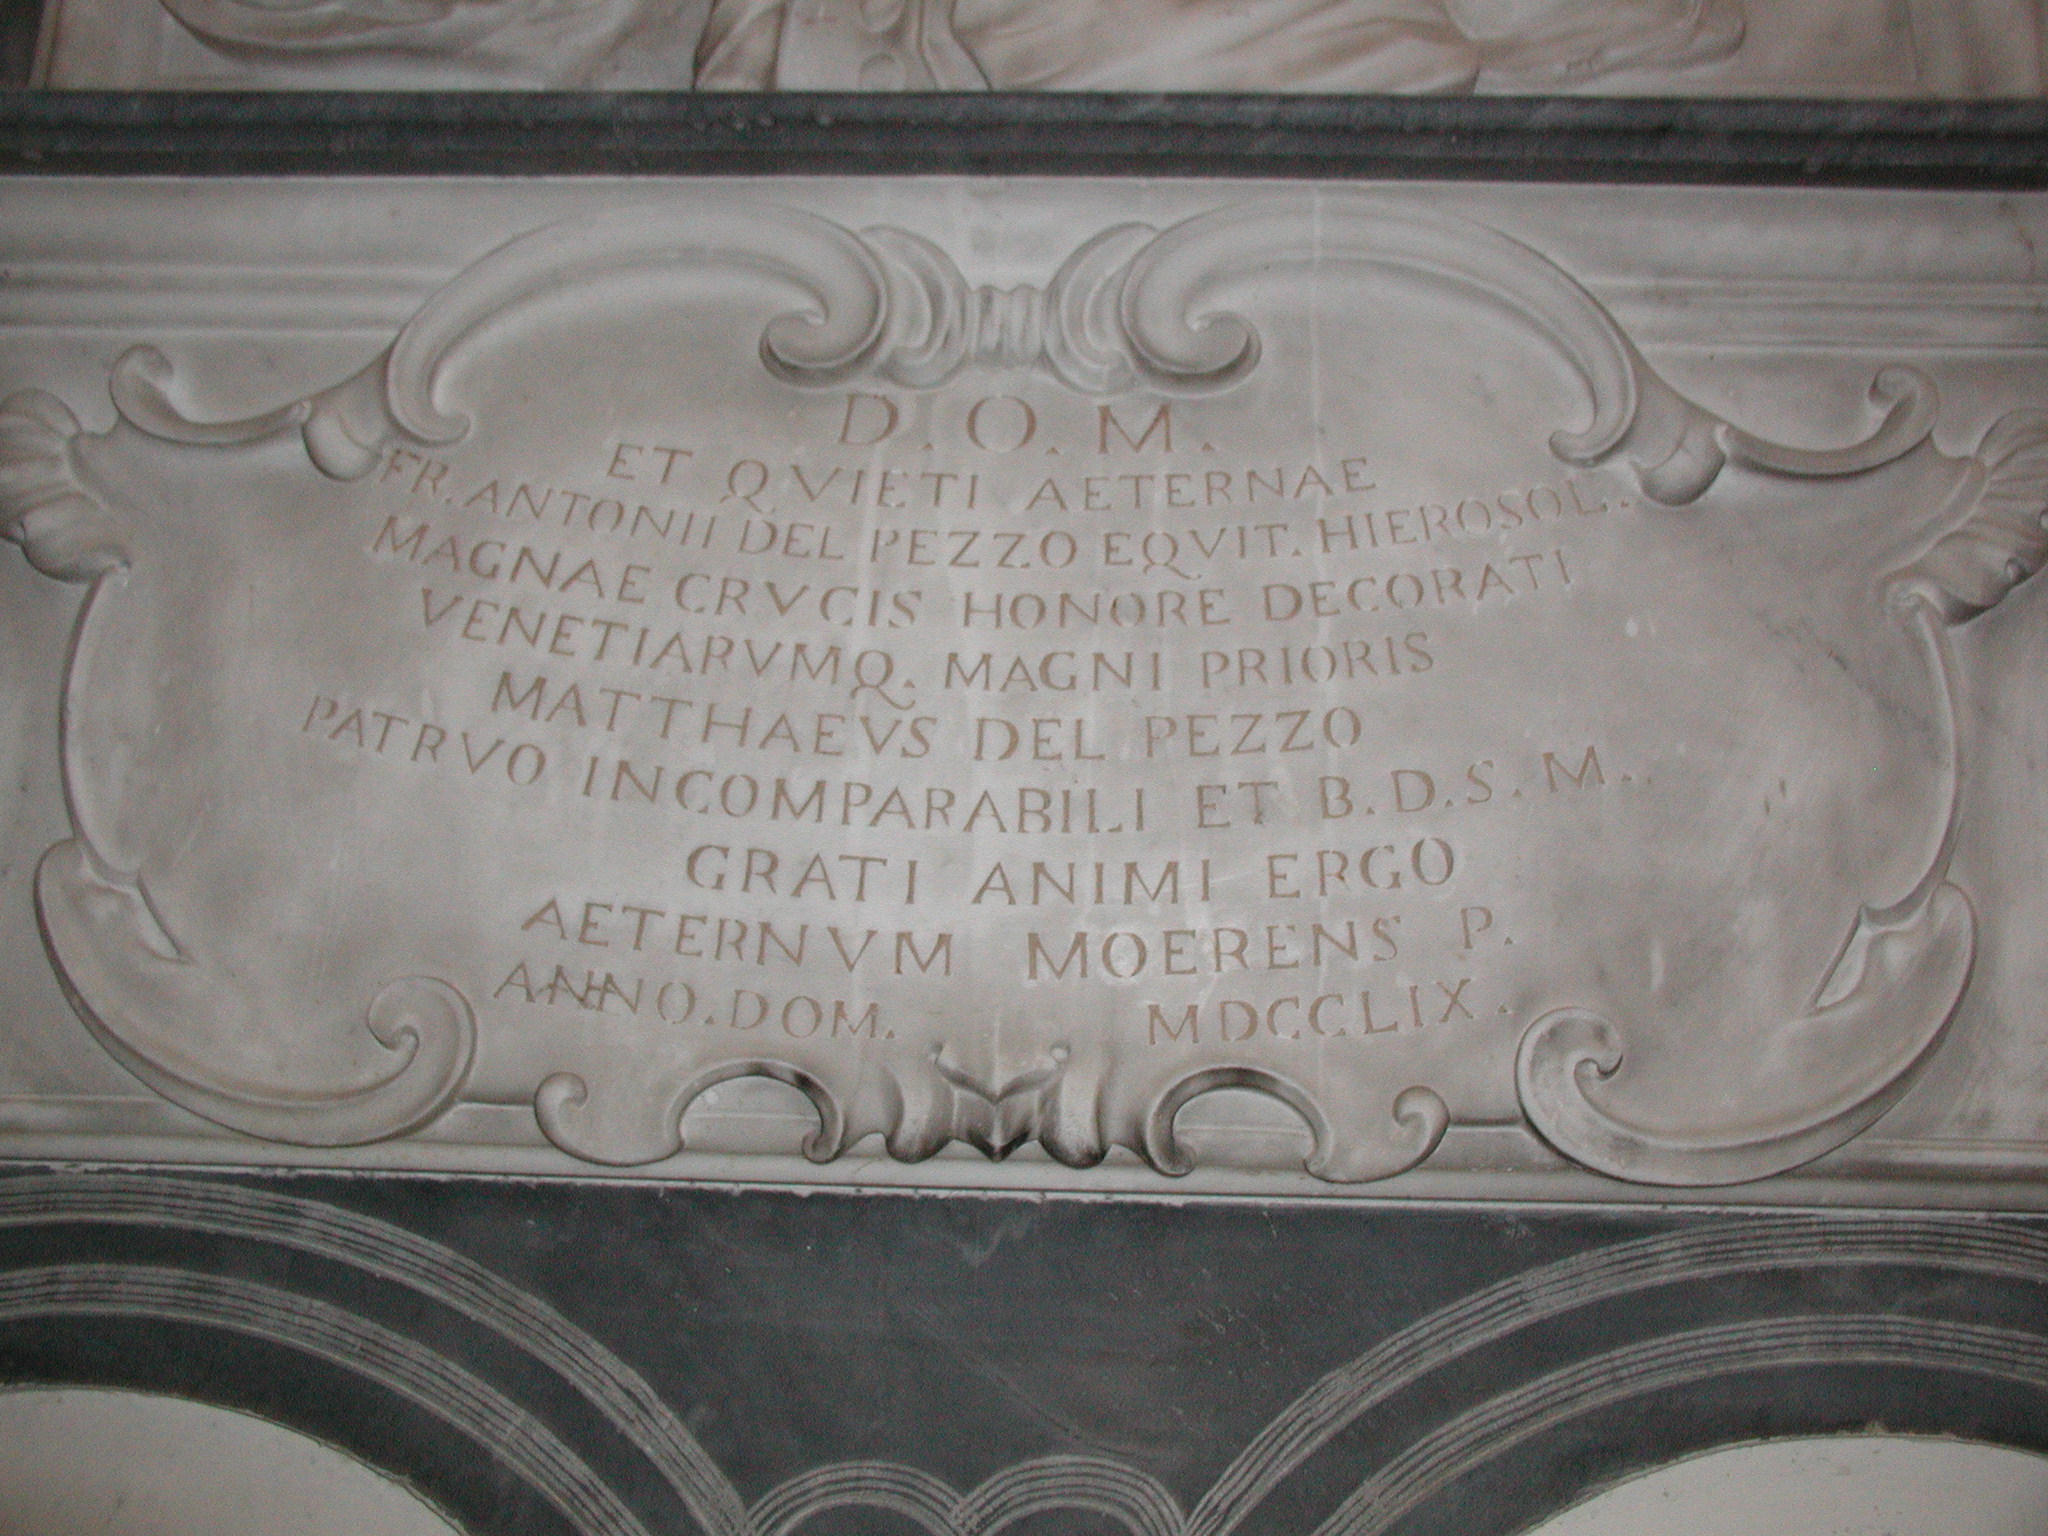 D.O.M.
ET QVIETI AETERNAE
FR. ANTONII DEL PEZZO EQVIT. HIEROSOL.
MAGNAE CRVCIS HONORE DECORATI
VENETIARVMQ. MAGNI PRIORIS
MATTHAEVS DEL PEZZO
PATRVO INCOMPARABILI ET B.D.S.M.
GRATI ANIMI ERGO
AETERNVM MOERENS P.
ANNO.DOM. MDCCLIX.